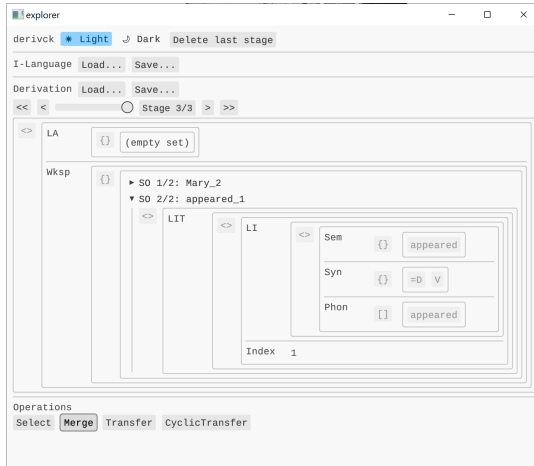 explorer
derivck ☀ Light ☽ Dark Delete last stage
I-Language Load... Save...
Derivation Load... Save...
<< < Stage 3/3 > >>
<> LA {} (empty set)
Wksp {} ▸ SO 1/2: Mary_2
▾ SO 2/2: appeared_1
<> LIT <> LI <> Sem {} appeared
Syn {} =D V
Phon [] appeared
Index 1
Operations
Select Merge Transfer CyclicTransfer